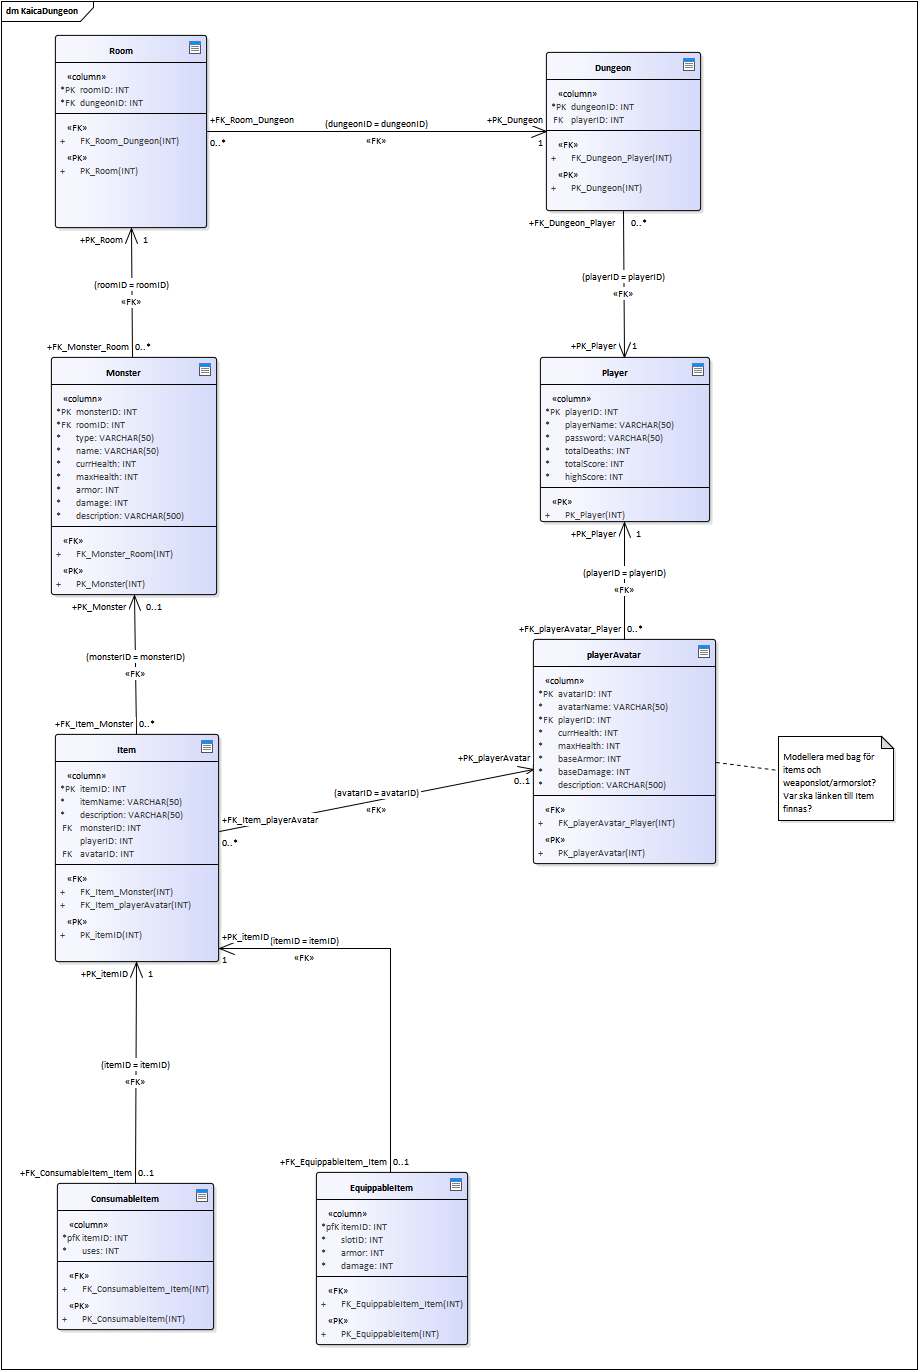 dm KaicaDungeon
Room
«column»
*PK roomID: INT
*FK dungeonID: INT
«FK»
+ FK_Room_Dungeon(INT)
«PK»
+ PK_Room(INT)
+FK_Room_Dungeon
0..*
(dungeonID = dungeonID)
«FK»
+PK_Dungeon
1
Dungeon
«column»
*PK dungeonID: INT
FK playerID: INT
«FK»
+ FK_Dungeon_Player(INT)
«PK»
+ PK_Dungeon(INT)
+PK_Room 1
(roomID = roomID)
«FK»
+FK_Monster_Room 0..*
+FK_Dungeon_Player 0..*
(playerID = playerID)
«FK»
+PK_Player 1
Monster
«column»
*PK monsterID: INT
*FK roomID: INT
* type: VARCHAR(50)
* name: VARCHAR(50)
* currHealth: INT
* maxHealth: INT
* armor: INT
* damage: INT
* description: VARCHAR(500)
«FK»
+ FK_Monster_Room(INT)
«PK»
+ PK_Monster(INT)
Player
«column»
*PK playerID: INT
* playerName: VARCHAR(50)
* password: VARCHAR(50)
* totalDeaths: INT
* totalScore: INT
* highScore: INT
«PK»
+ PK_Player(INT)
+PK_Player 1
(playerID = playerID)
«FK»
+FK_playerAvatar_Player 0..*
+PK_Monster 0..1
(monsterID = monsterID)
«FK»
+FK_Item_Monster 0..*
playerAvatar
«column»
*PK avatarID: INT
* avatarName: VARCHAR(50)
*FK playerID: INT
* currHealth: INT
* maxHealth: INT
* baseArmor: INT
* baseDamage: INT
* description: VARCHAR(500)
«FK»
+ FK_playerAvatar_Player(INT)
«PK»
+ PK_playerAvatar(INT)
Modellera med bag för
items och
weaponslot/armorslot?
Var ska länken till Item
finnas?
Item
«column»
*PK itemID: INT
* itemName: VARCHAR(50)
* description: VARCHAR(50)
FK monsterID: INT
playerID: INT
FK avatarID: INT
«FK»
+ FK_Item_Monster(INT)
+ FK_Item_playerAvatar(INT)
«PK»
+ PK_itemID(INT)
+PK_playerAvatar
0..1
(avatarID = avatarID)
«FK»
+FK_Item_playerAvatar
0..*
+PK_itemID
1
(itemID = itemID)
«FK»
+PK_itemID 1
(itemID = itemID)
«FK»
+FK_ConsumableItem_Item 0..1
+FK_EquippableItem_Item 0..1
ConsumableItem
«column»
*pfK itemID: INT
* uses: INT
«FK»
+ FK_ConsumableItem_Item(INT)
«PK»
+ PK_ConsumableItem(INT)
EquippableItem
«column»
*pfK itemID: INT
* slotID: INT
* armor: INT
* damage: INT
«FK»
+ FK_EquippableItem_Item(INT)
«PK»
+ PK_EquippableItem(INT)